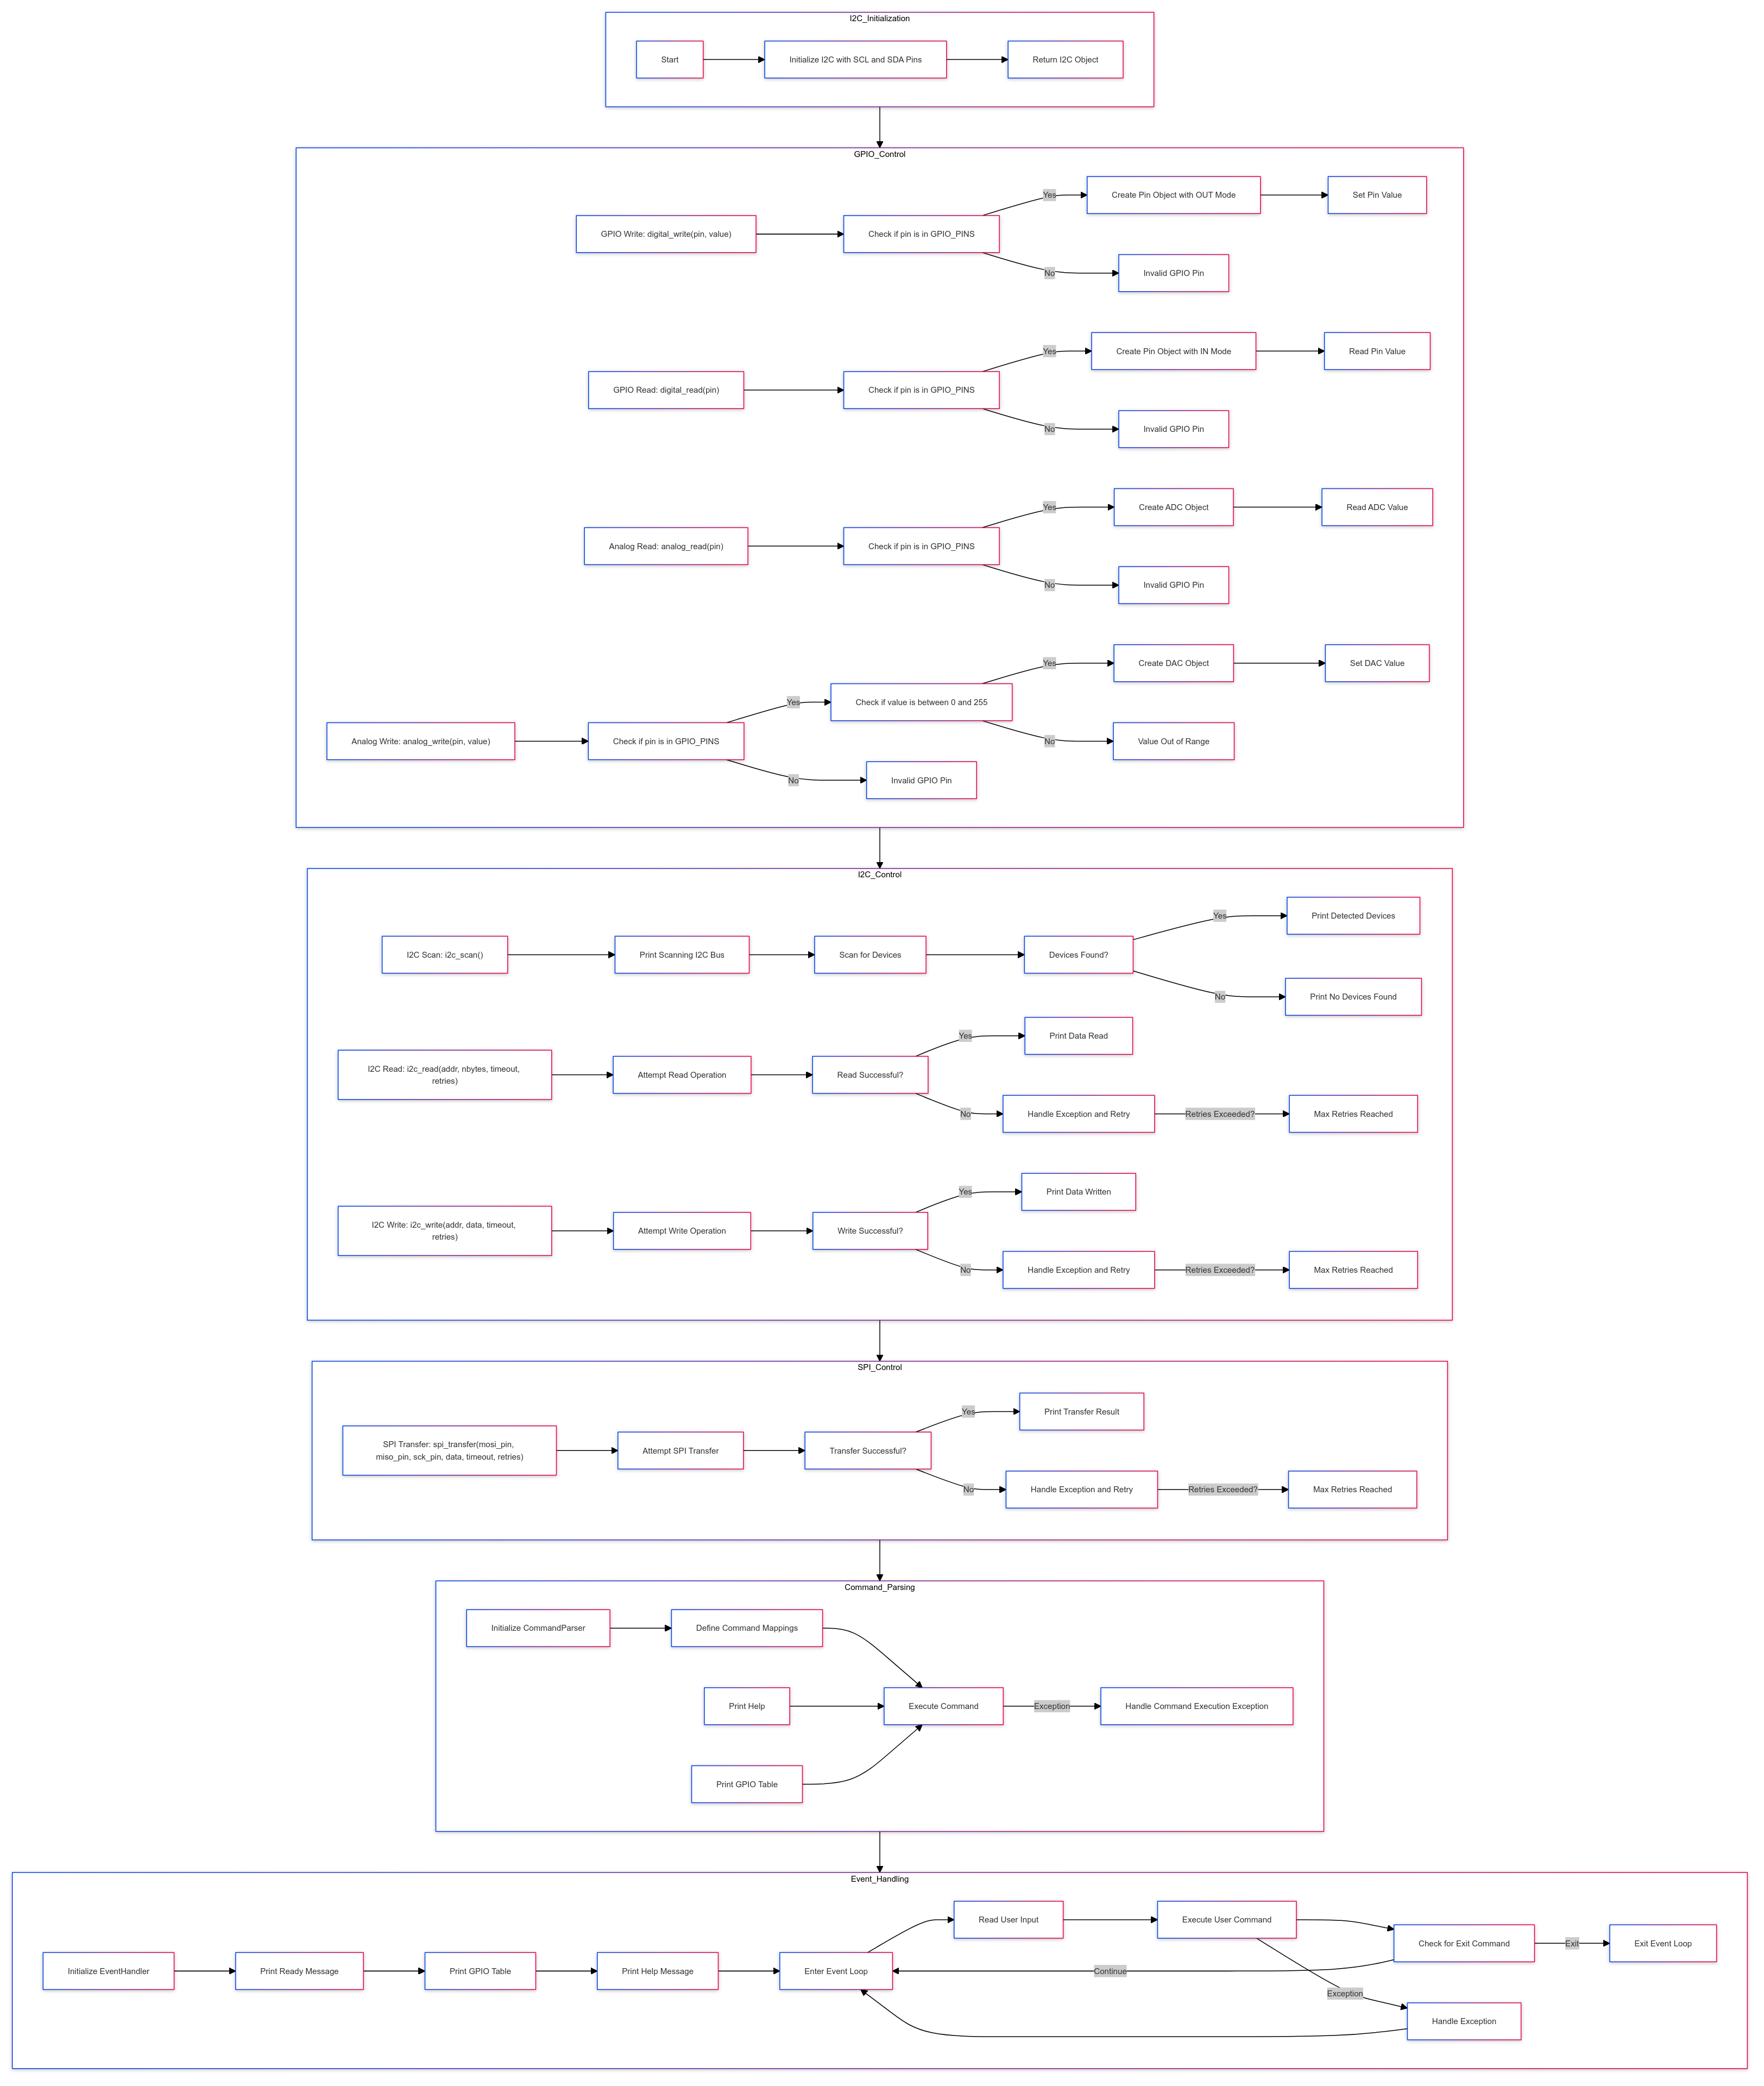 I2C_Initialization
Start
Initialize I2C with SCL and SDA Pins
Return I2C Object
GPIO_Control
GPIO Write: digital_write(pin, value)
Check if pin is in GPIO_PINS
Yes
Create Pin Object with OUT Mode
Set Pin Value
No
Invalid GPIO Pin
GPIO Read: digital_read(pin)
Check if pin is in GPIO_PINS
Yes
Create Pin Object with IN Mode
Read Pin Value
No
Invalid GPIO Pin
Analog Read: analog_read(pin)
Check if pin is in GPIO_PINS
Yes
Create ADC Object
Read ADC Value
No
Invalid GPIO Pin
Analog Write: analog_write(pin, value)
Check if pin is in GPIO_PINS
Yes
Check if value is between 0 and 255
Yes
Create DAC Object
Set DAC Value
No
Value Out of Range
No
Invalid GPIO Pin
I2C_Control
I2C Scan: i2c_scan()
Print Scanning I2C Bus
Scan for Devices
Devices Found?
Yes
Print Detected Devices
No
Print No Devices Found
I2C Read: i2c_read(addr, nbytes, timeout,
retries)
Attempt Read Operation
Read Successful?
Yes
Print Data Read
No
Handle Exception and Retry
Retries Exceeded?
Max Retries Reached
I2C Write: i2c_write(addr, data, timeout,
retries)
Attempt Write Operation
Write Successful?
Yes
Print Data Written
No
Handle Exception and Retry
Retries Exceeded?
Max Retries Reached
SPI_Control
SPI Transfer: spi_transfer(mosi_pin,
miso_pin, sck_pin, data, timeout, retries)
Attempt SPI Transfer
Transfer Successful?
Yes
Print Transfer Result
No
Handle Exception and Retry
Retries Exceeded?
Max Retries Reached
Command_Parsing
Initialize CommandParser
Define Command Mappings
Print Help
Execute Command
Exception
Handle Command Execution Exception
Print GPIO Table
Event_Handling
Initialize EventHandler
Print Ready Message
Print GPIO Table
Print Help Message
Enter Event Loop
Read User Input
Execute User Command
Check for Exit Command
Exit
Exit Event Loop
Continue
Exception
Handle Exception